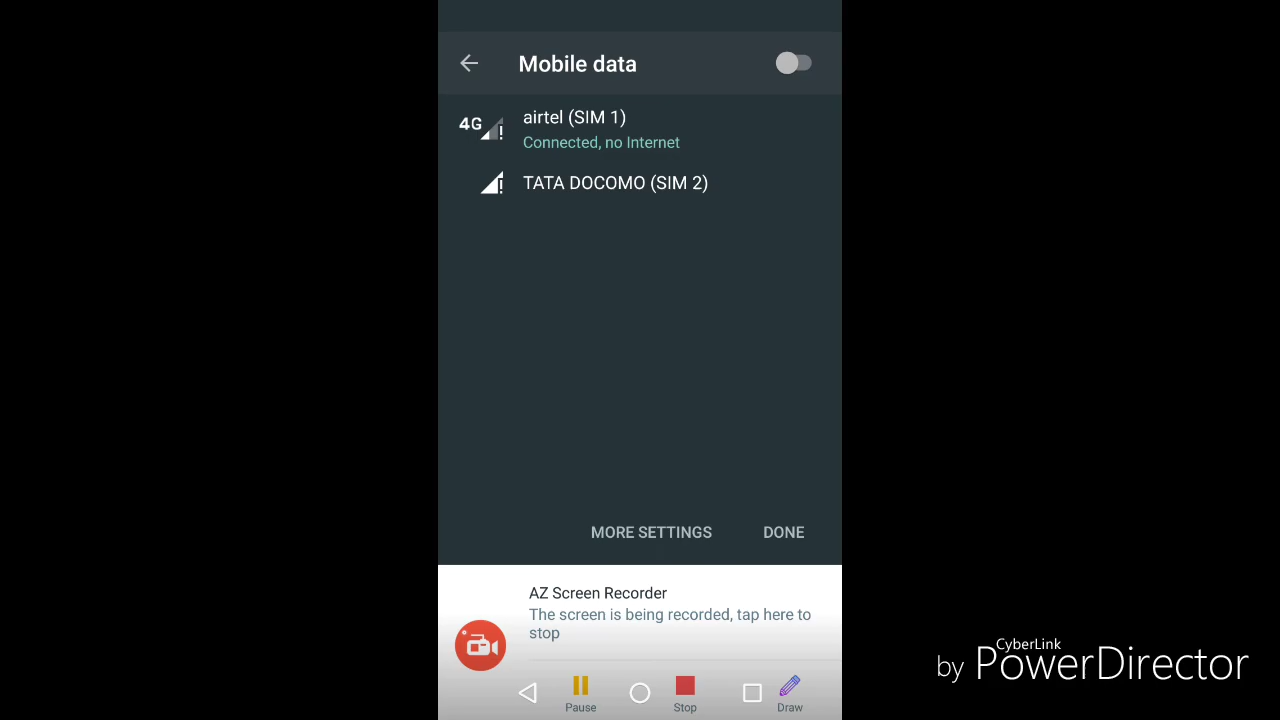 Mobile data
4G
airtel (SIM 1)
Connected, no Internet
TATA DOCOMO (SIM 2)
MORE SETTINGS
DONE
AZ Screen Recorder
The screen is being recorded, tap here to
stop
Pause
Stop
Draw
CyberLink
by PowerDirector